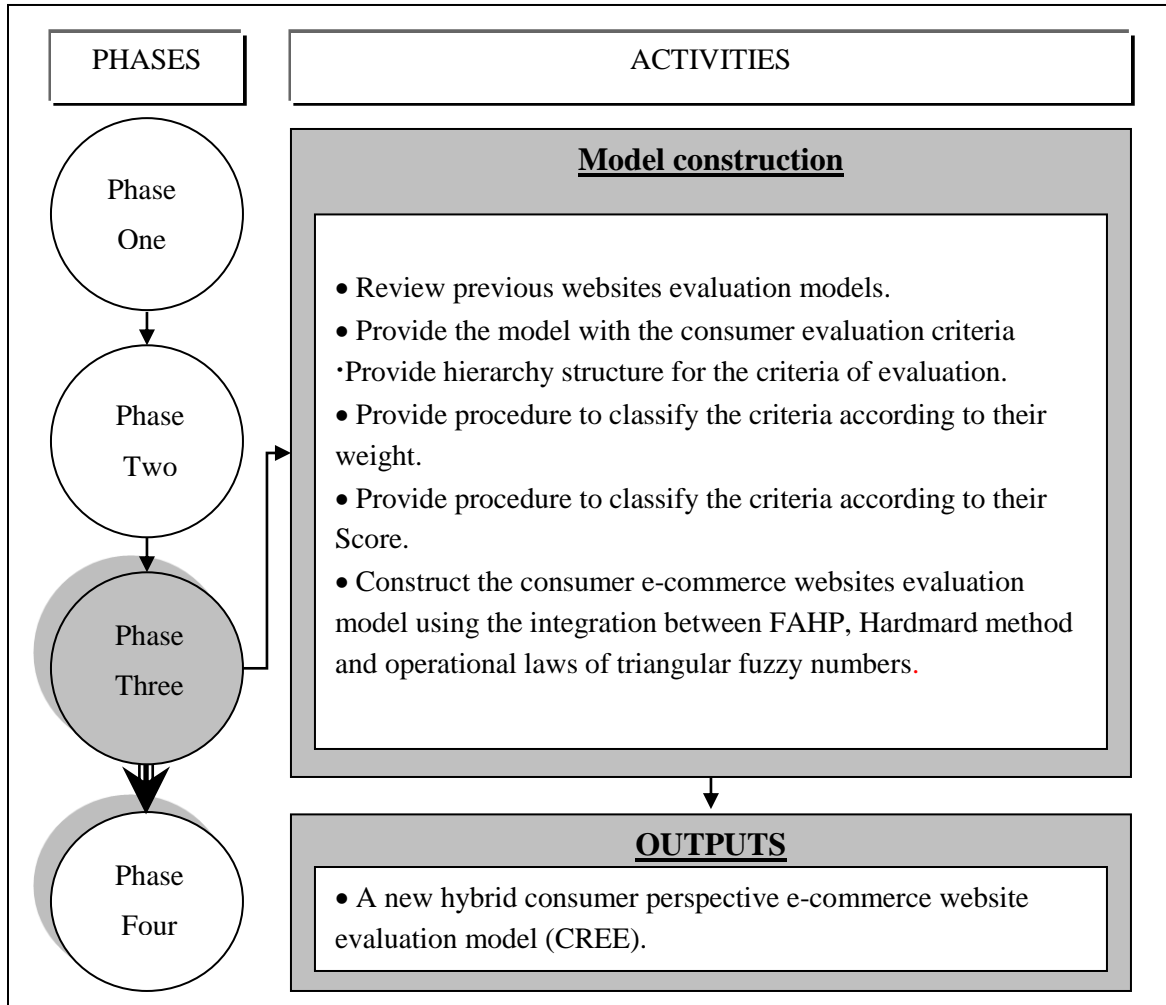 PHASES
ACTIVITIES
Phase
One
Phase
Two
Phase
Three
Phase
Four
Model construction
• Review previous websites evaluation models.
• Provide the model with the consumer evaluation criteria
·Provide hierarchy structure for the criteria of evaluation.
• Provide procedure to classify the criteria according to their
weight.
• Provide procedure to classify the criteria according to their
Score.
• Construct the consumer e-commerce websites evaluation
model using the integration between FAHP, Hardmard method
and operational laws of triangular fuzzy numbers.
OUTPUTS
• A new hybrid consumer perspective e-commerce website
evaluation model (CREE).